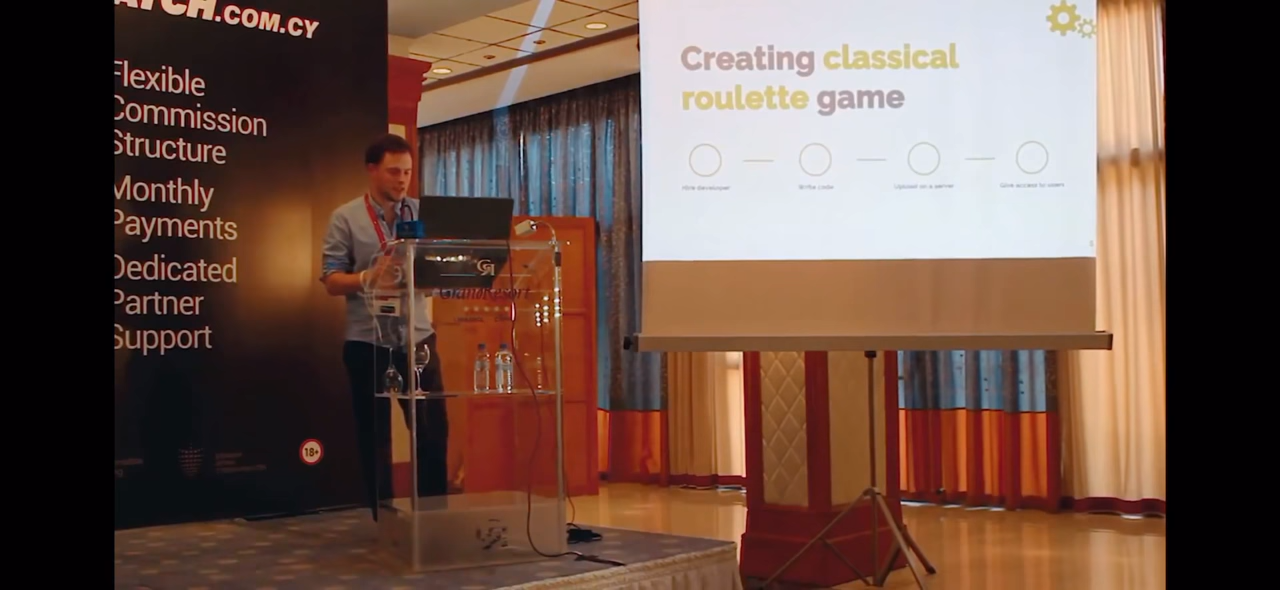 ATCH.COM.CY
Flexible
Commission
Structure
Monthly
Payments
Dedicated
Partner
Support
18+
Creating classical
roulette game
Hire developer
Write code
Upload on a server
Give access to users
GrandResort